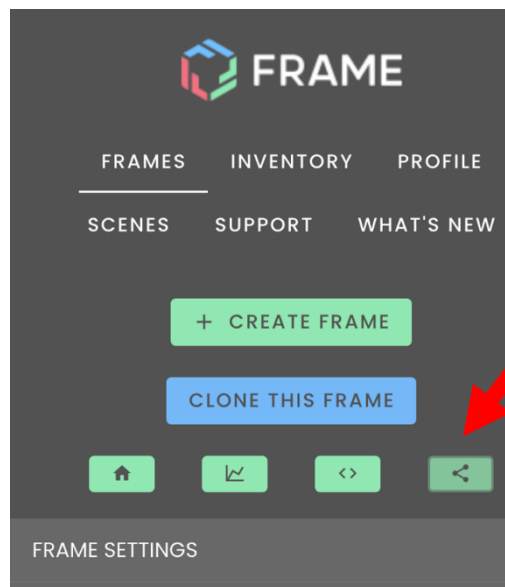 FRAME
FRAMES INVENTORY PROFILE
SCENES SUPPORT WHAT'S NEW
+ CREATE FRAME
CLONE THIS FRAME
<>
FRAME SETTINGS